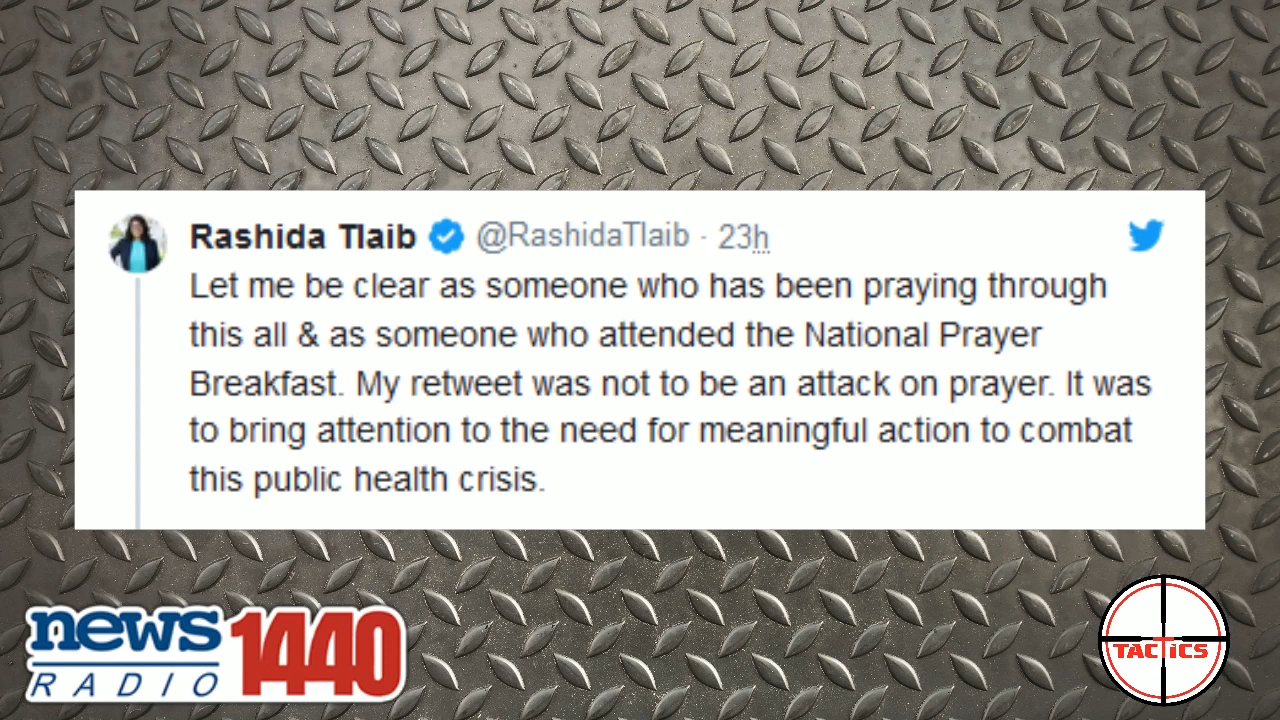 Rashida Tlaib @RashidaTlaib · 23h
Let me be clear as someone who has been praying through
this all & as someone who attended the National Prayer
Breakfast. My retweet was not to be an attack on prayer. It was
to bring attention to the need for meaningful action to combat
this public health crisis.
news 1440
RADIO
TACTICS